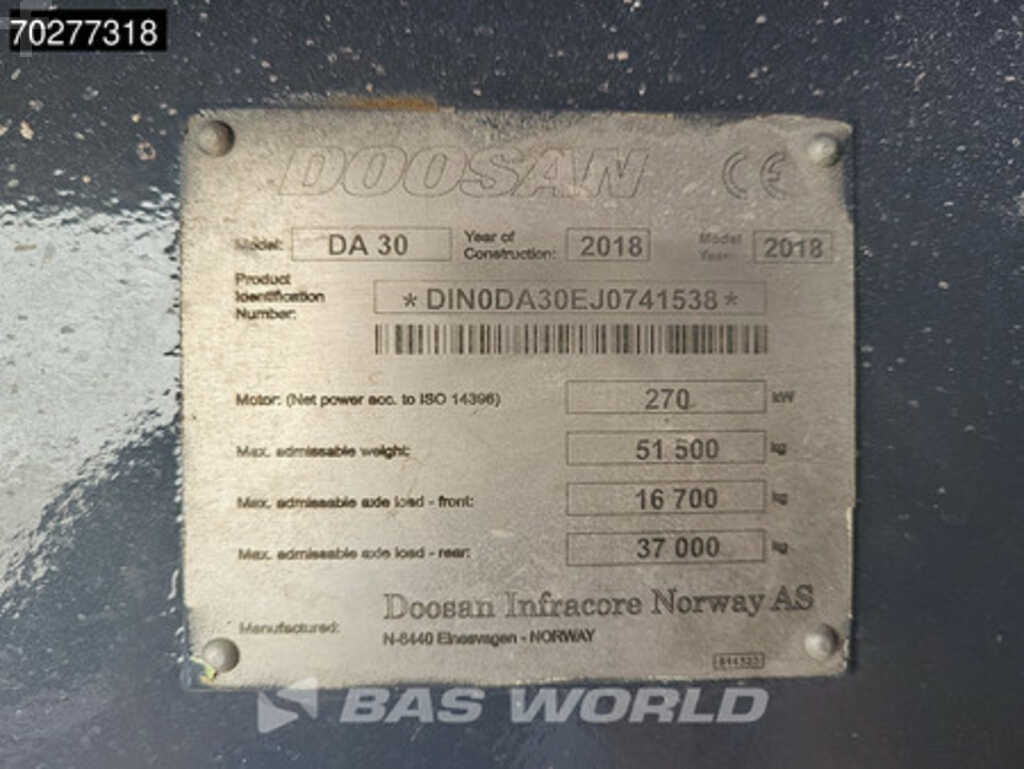 70277318
DOOSAN CE
Model: DA 30 Year of Construction: 2018 Model Year: 2018
Product Identification Number: *DIN0DA30EJ0741538*
Motor: (Net power acc. to ISO 14396) 270 kW
Max. admissable weight: 51 500 kg
Max. admissable axle load - front: 16 700 kg
Max. admissable axle load - rear: 37 000 kg
Manufactured: Doosan Infracore Norway AS
N-6440 Elnesvagen - NORWAY
BAS WORLD